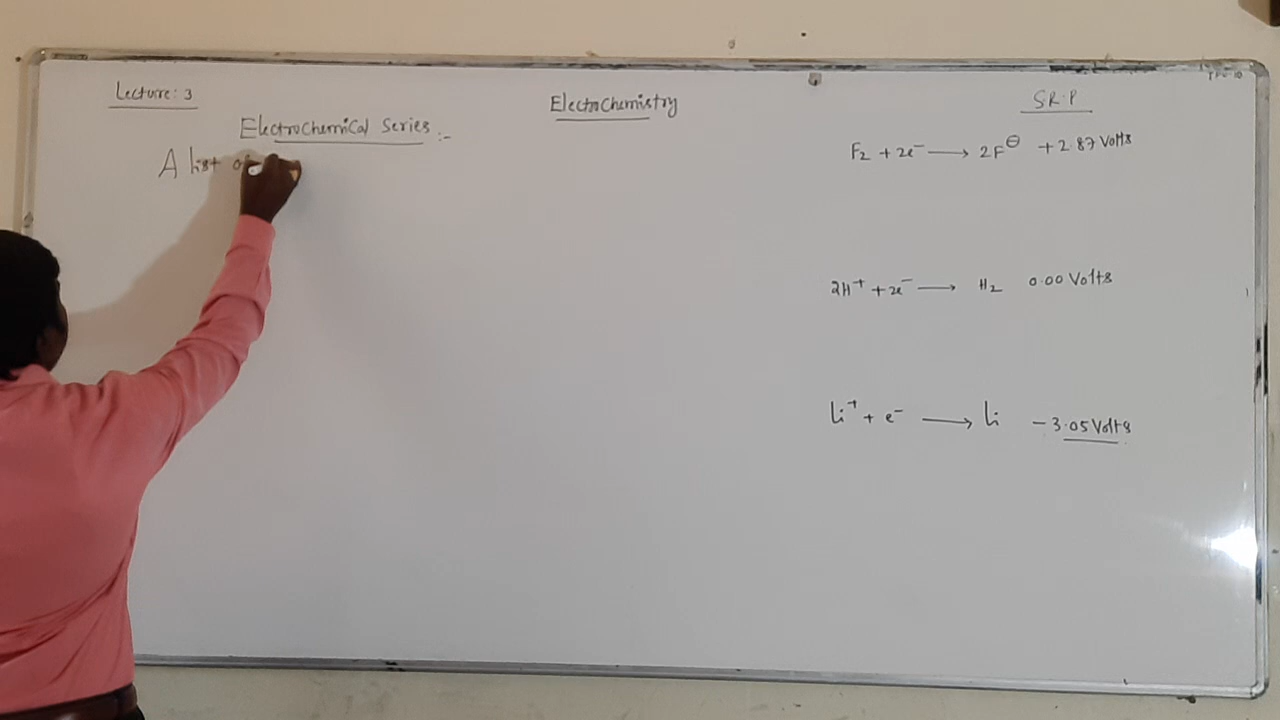 Lecture: 3
ElectroChemistry
S.R.P
ElectroChemical Series :-
A list of
F₂ + 2e⁻ ⟶ 2F⊖ +2.87 Volts
2H⁺ + 2e⁻ ⟶ H₂ 0.00 Volts
Li⁺ + e⁻ ⟶ Li -3.05 Volts